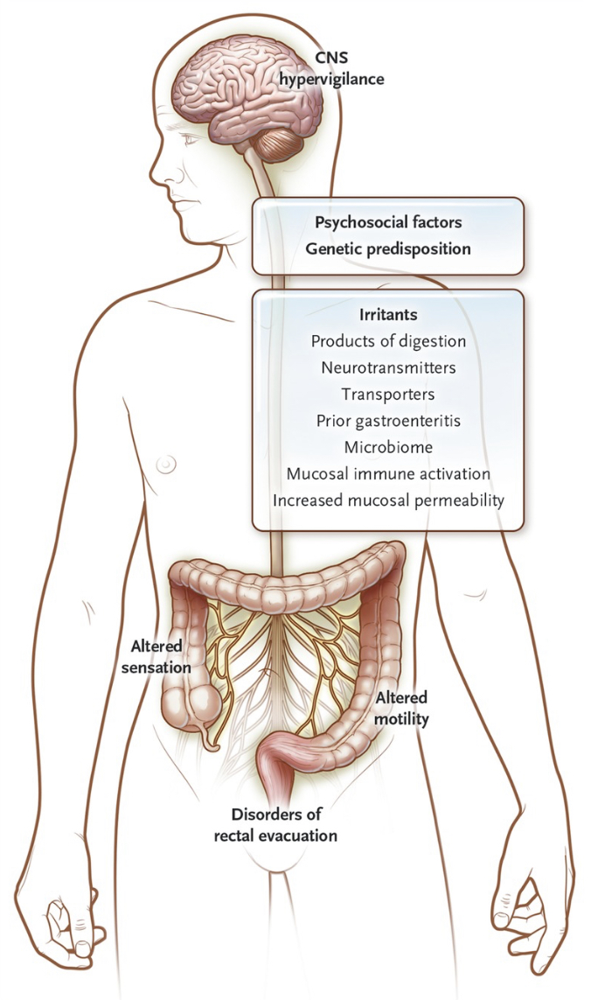 CNS
hypervigilance
Psychosocial factors
Genetic predisposition
Irritants
Products of digestion
Neurotransmitters
Transporters
Prior gastroenteritis
Microbiome
Mucosal immune activation
Increased mucosal permeability
Altered
sensation
Altered
motility
Disorders of
rectal evacuation